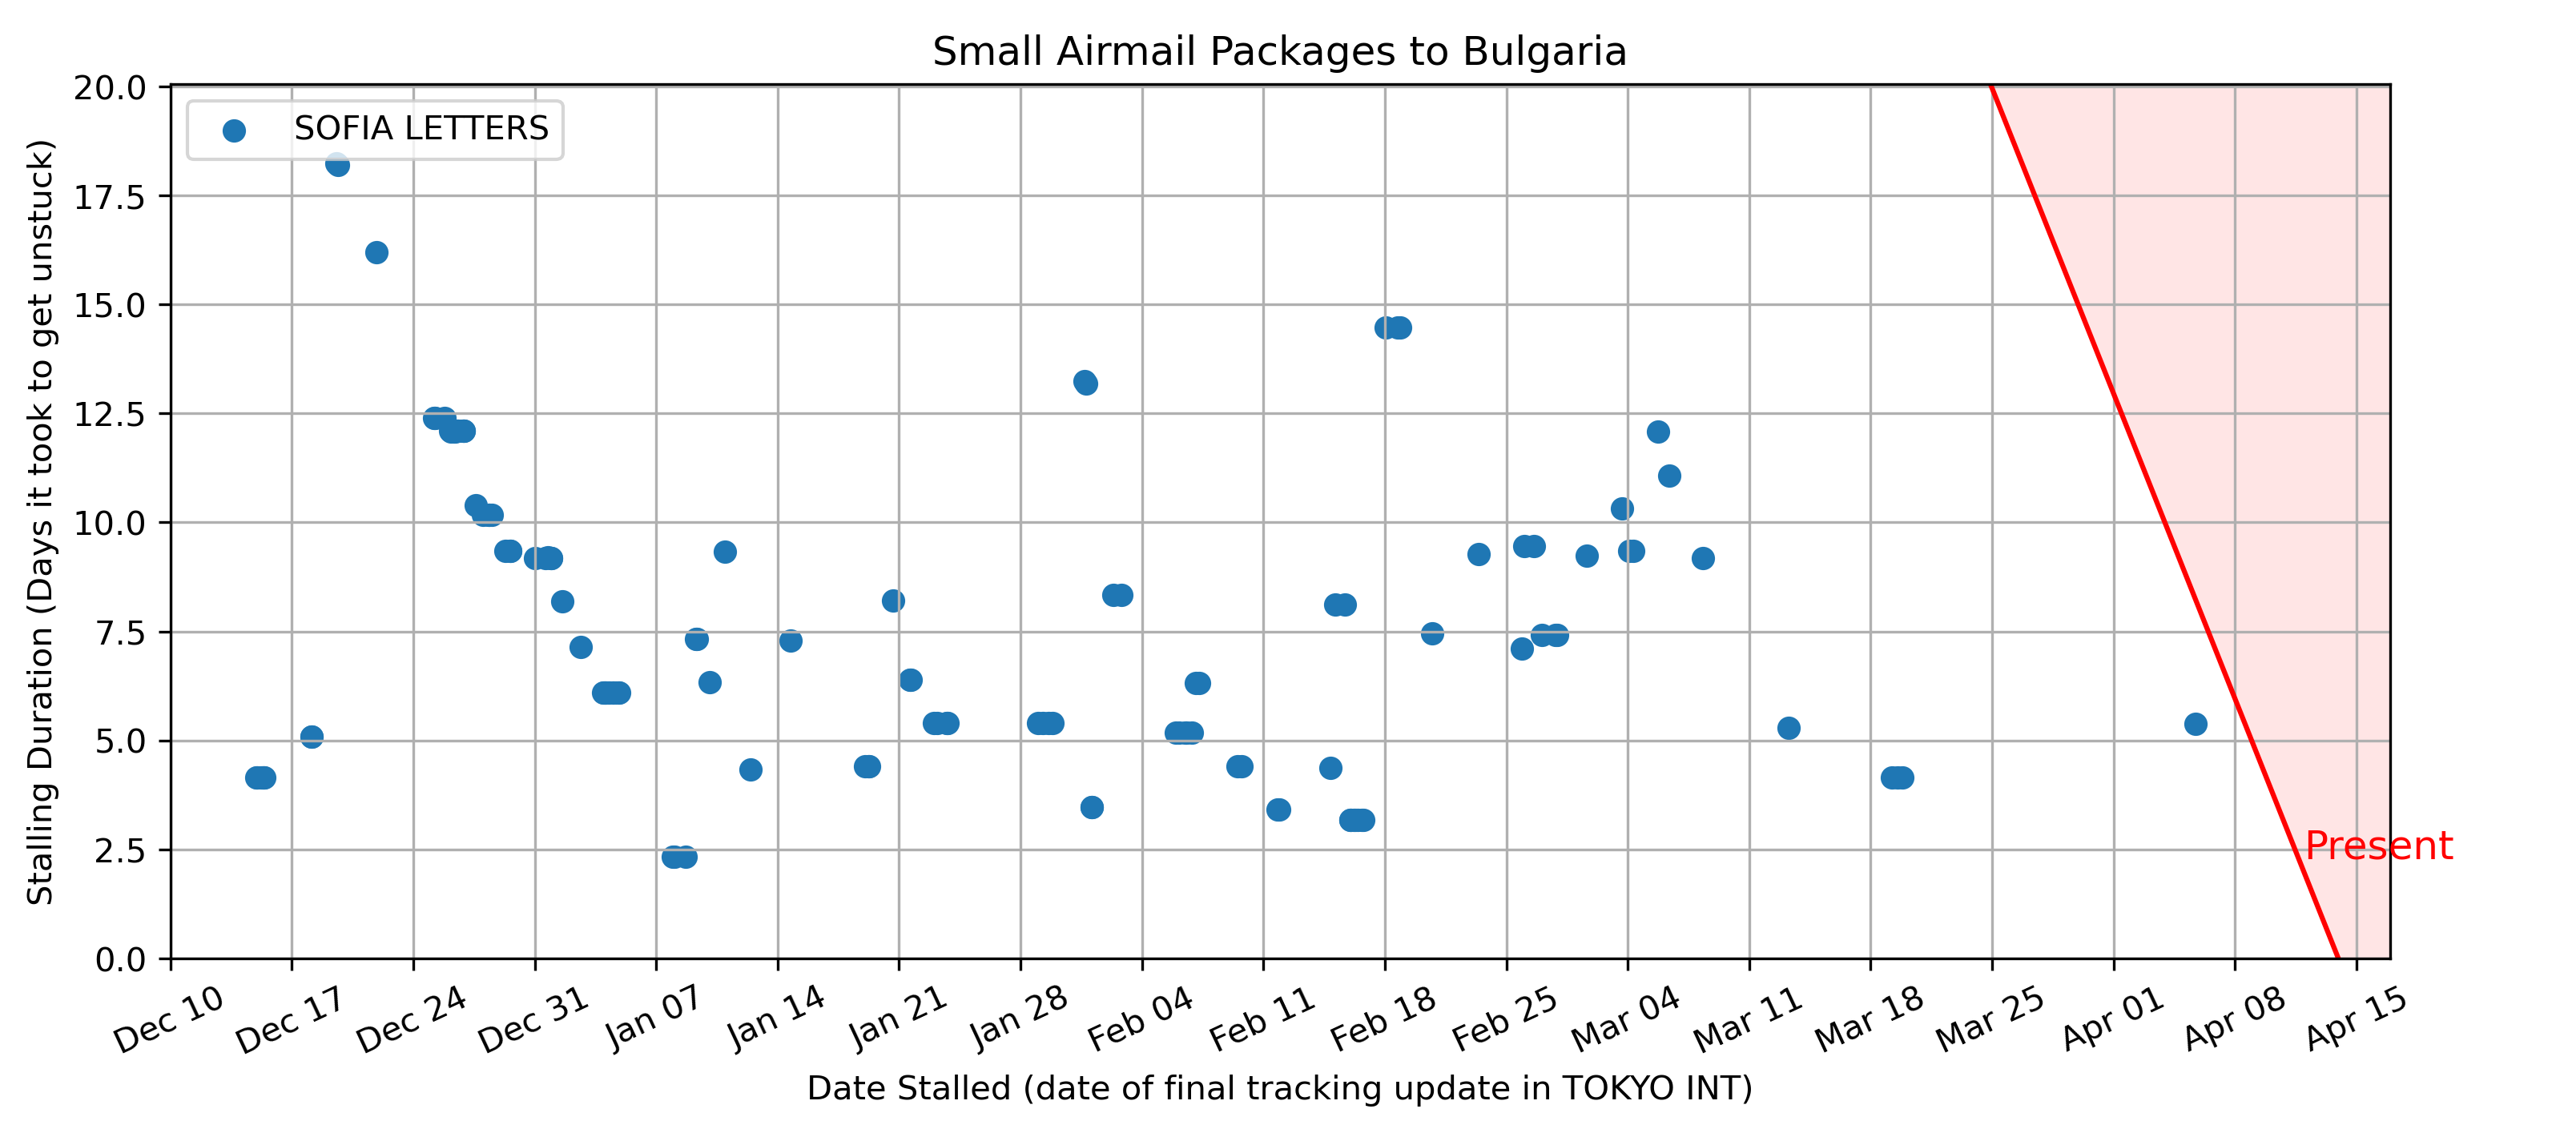 Small Airmail Packages to Bulgaria
SOFIA LETTERS
20.0
17.5
15.0
12.5
10.0
7.5
5.0
2.5
0.0
Stalling Duration (Days it took to get unstuck)
Present
Dec 10
Dec 17
Dec 24
Dec 31
Jan 07
Jan 14
Jan 21
Jan 28
Feb 04
Feb 11
Feb 18
Feb 25
Mar 04
Mar 11
Mar 18
Mar 25
Apr 01
Apr 08
Apr 15
Date Stalled (date of final tracking update in TOKYO INT)